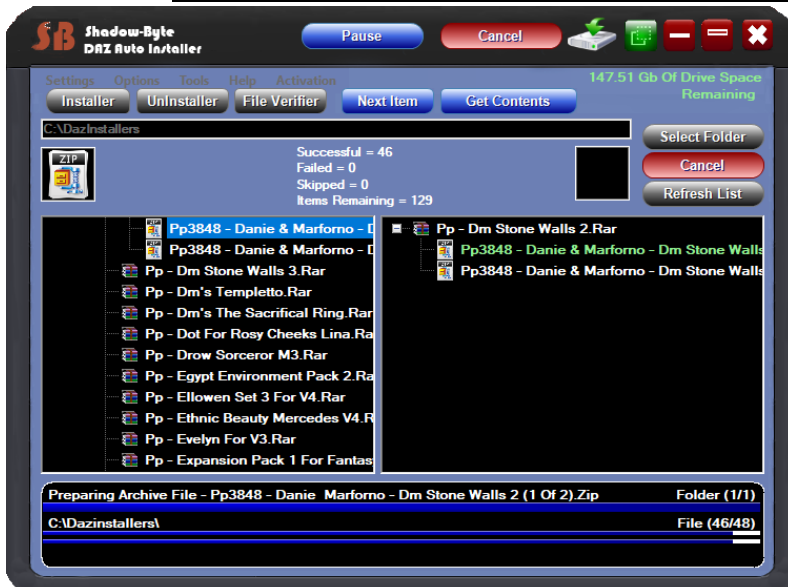 SB
Shadow-Byte
DAZ Auto Installer
Pause
Cancel
Settings Options Tools Help Activation
147.51 Gb Of Drive Space
Remaining
Installer UnInstaller File Verifier Next Item Get Contents
C:\DazInstallers
Select Folder
ZIP
Successful = 46
Failed = 0
Skipped = 0
Items Remaining = 129
Cancel
Refresh List
Pp3848 - Danie & Marforno - D
Pp3848 - Danie & Marforno - D
Pp - Dm Stone Walls 3.Rar
Pp - Dm's Templetto.Rar
Pp - Dm's The Sacrifical Ring.Rar
Pp - Dot For Rosy Cheeks Lina.Ra
Pp - Drow Sorceror M3.Rar
Pp - Egypt Environment Pack 2.Ra
Pp - Ellowen Set 3 For V4.Rar
Pp - Ethnic Beauty Mercedes V4.R
Pp - Evelyn For V3.Rar
Pp - Expansion Pack 1 For Fantas
Pp - Dm Stone Walls 2.Rar
Pp3848 - Danie & Marforno - Dm Stone Walls
Pp3848 - Danie & Marforno - Dm Stone Walls
Preparing Archive File - Pp3848 - Danie  Marforno - Dm Stone Walls 2 (1 Of 2).Zip Folder (1/1)
C:\Dazinstallers\ File (46/48)